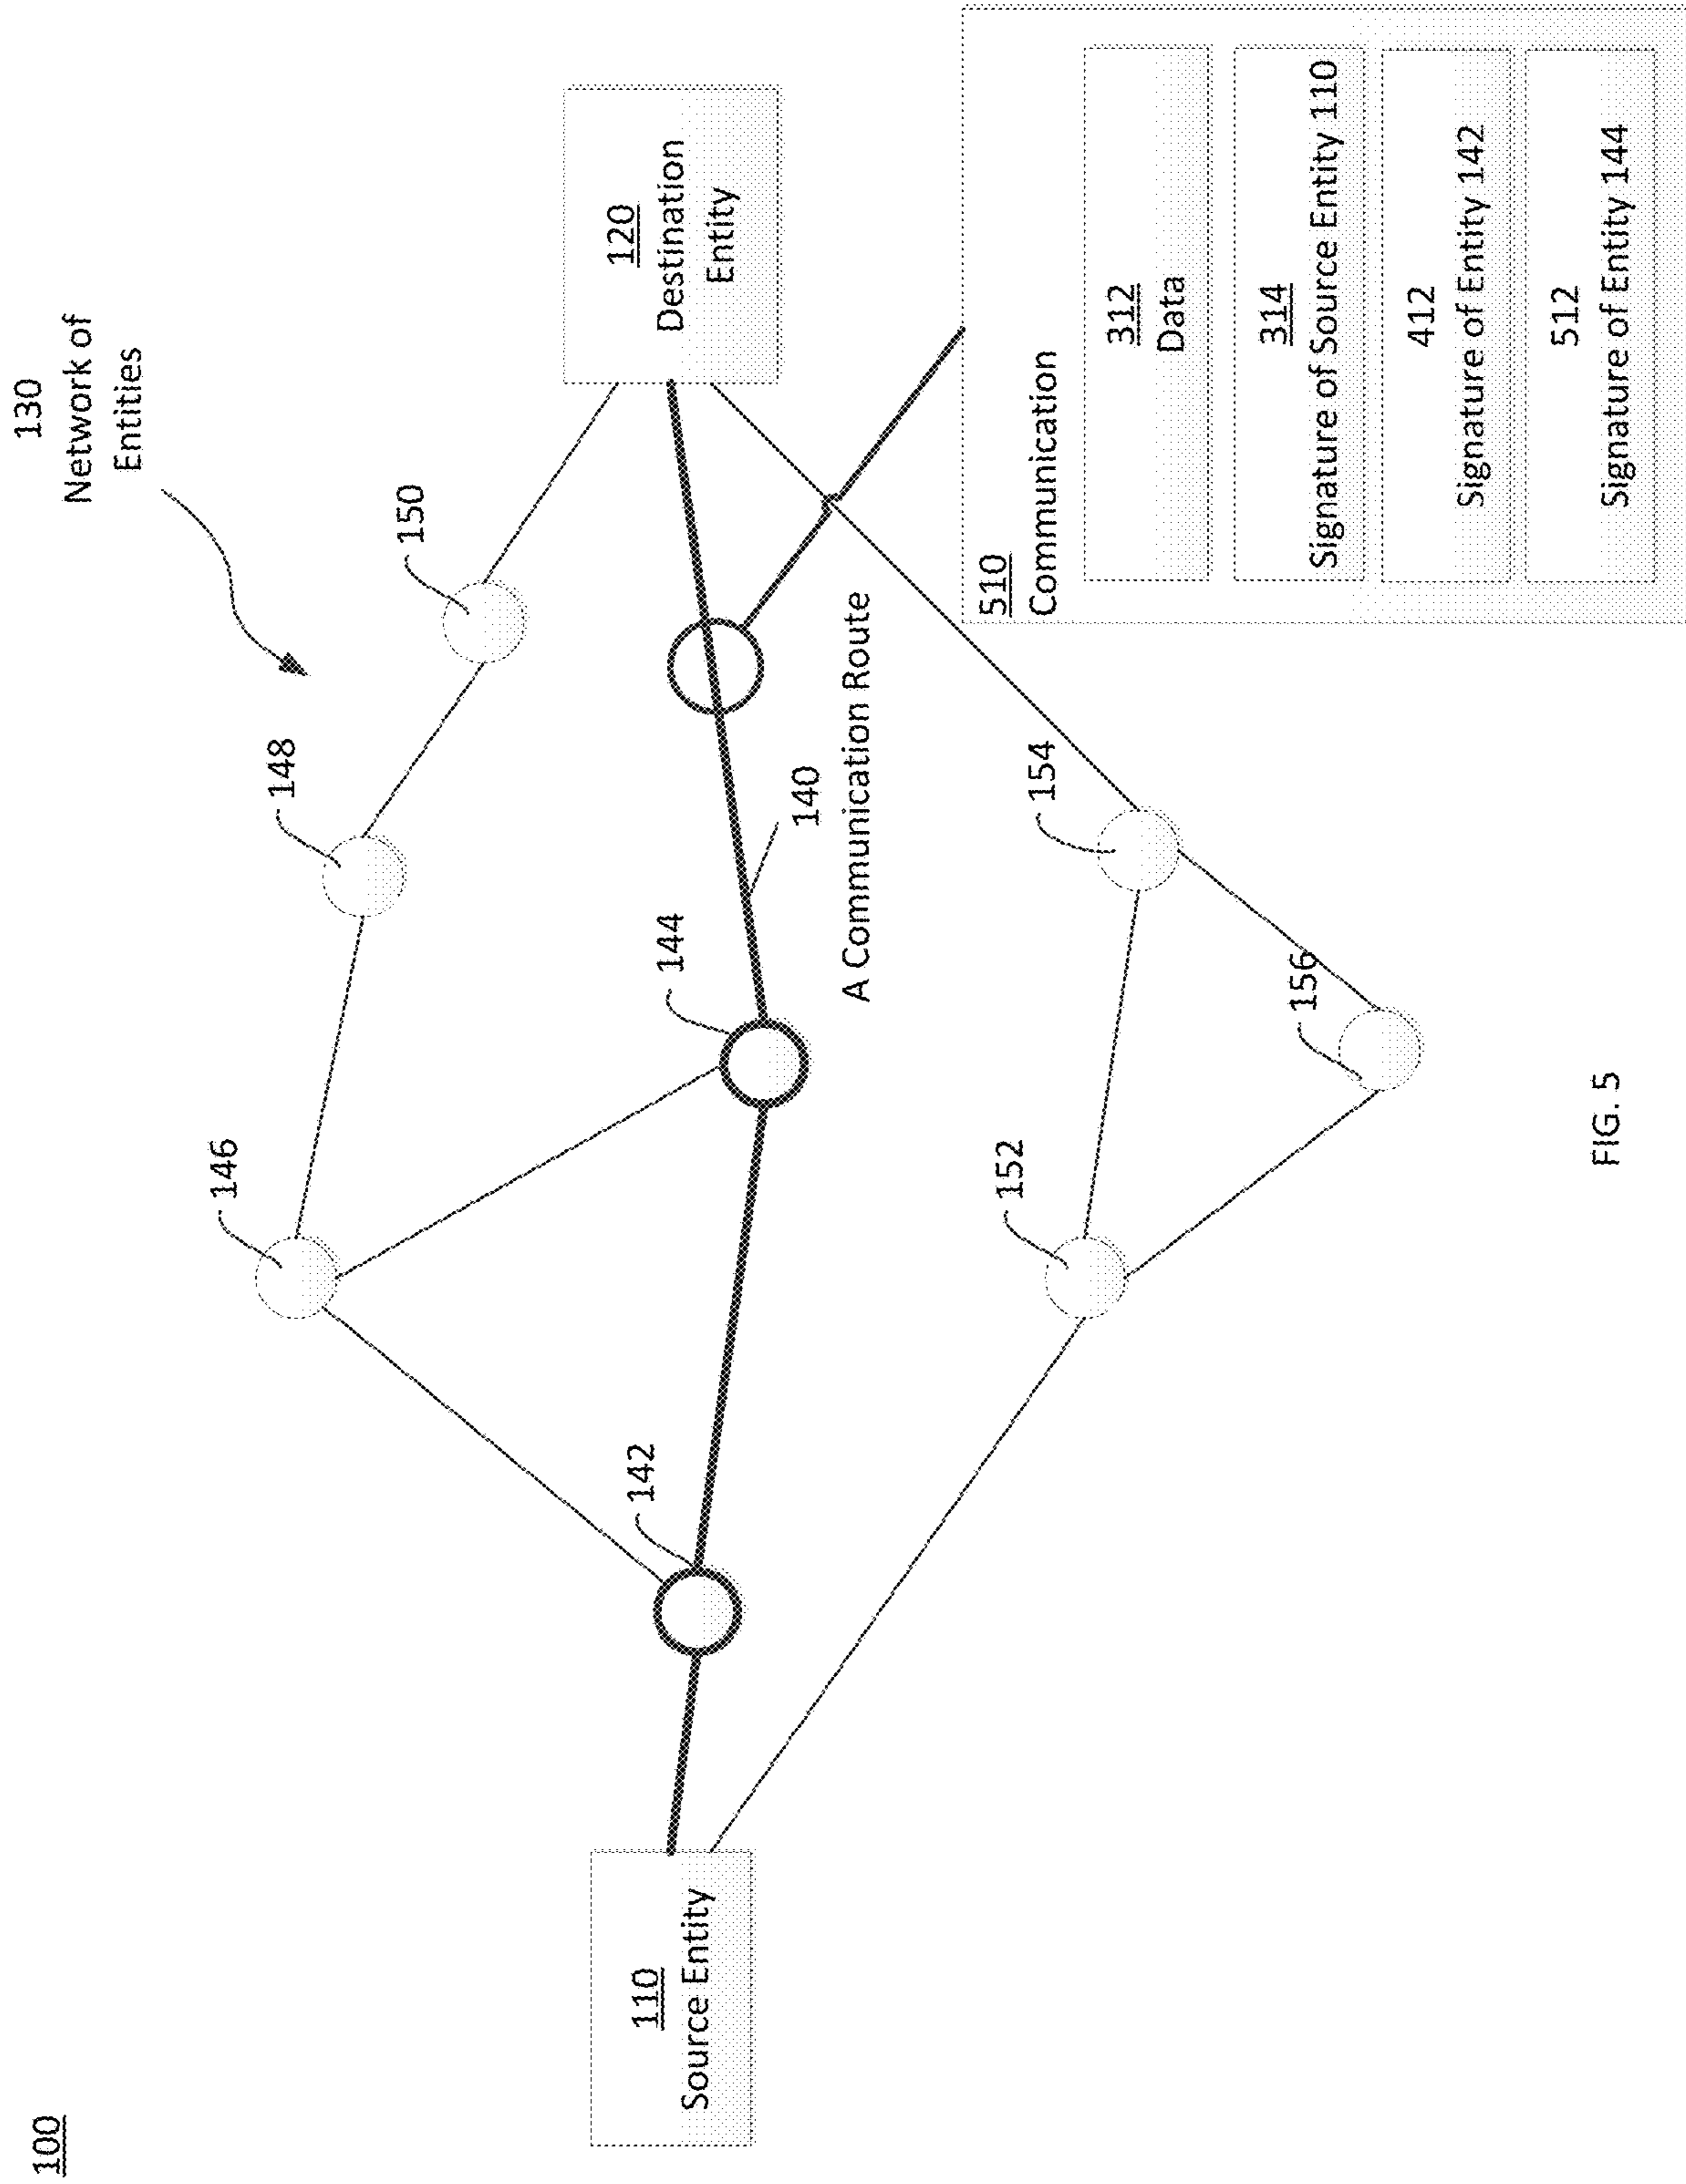 100
130
Network of
Entities
110
Source Entity
120
Destination
Entity
142
144
146
148
150
152
154
156
140
A Communication Route
510
Communication
312
Data
314
Signature of Source Entity 110
412
Signature of Entity 142
512
Signature of Entity 144
FIG. 5